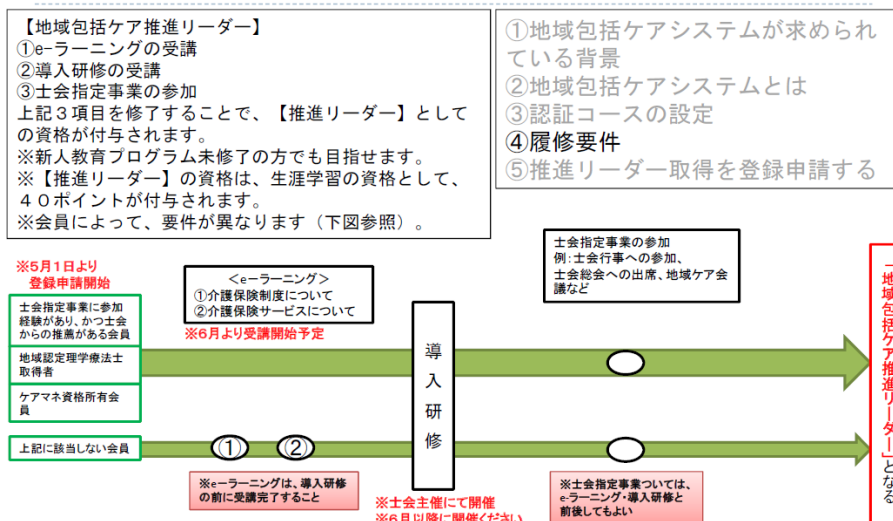 【地域包括ケア推進リーダー】
①e-ラーニングの受講
②導入研修の受講
③士会指定事業の参加
上記３項目を修了することで、【推進リーダー】として
の資格が付与されます。
※新人教育プログラム未修了の方でも目指せます。
※【推進リーダー】の資格は、生涯学習の資格として、
４０ポイントが付与されます。
※会員によって、要件が異なります（下図参照）。
①地域包括ケアシステムが求められ
ている背景
②地域包括ケアシステムとは
③認証コースの設定
④履修要件
⑤推進リーダー取得を登録申請する
※５月１日より
登録申請開始
士会指定事業に参加
経験があり、かつ士会
からの推薦がある会員
地域認定理学療法士
取得者
ケアマネ資格所有会
員
上記に該当しない会員
＜e－ラーニング＞
①介護保険制度について
②介護保険サービスについて
※６月より受講開始予定
①
②
※e－ラーニングは、導入研修
の前に受講完了すること
導入研修
※士会主催にて開催
※６月以降に開催ください
士会指定事業の参加
例：士会行事への参加、
士会総会への出席、地域ケア会
議など
※士会指定事業ついては、
e-ラーニング・導入研修と
前後してもよい
「地域包括ケア推進リーダー」となる